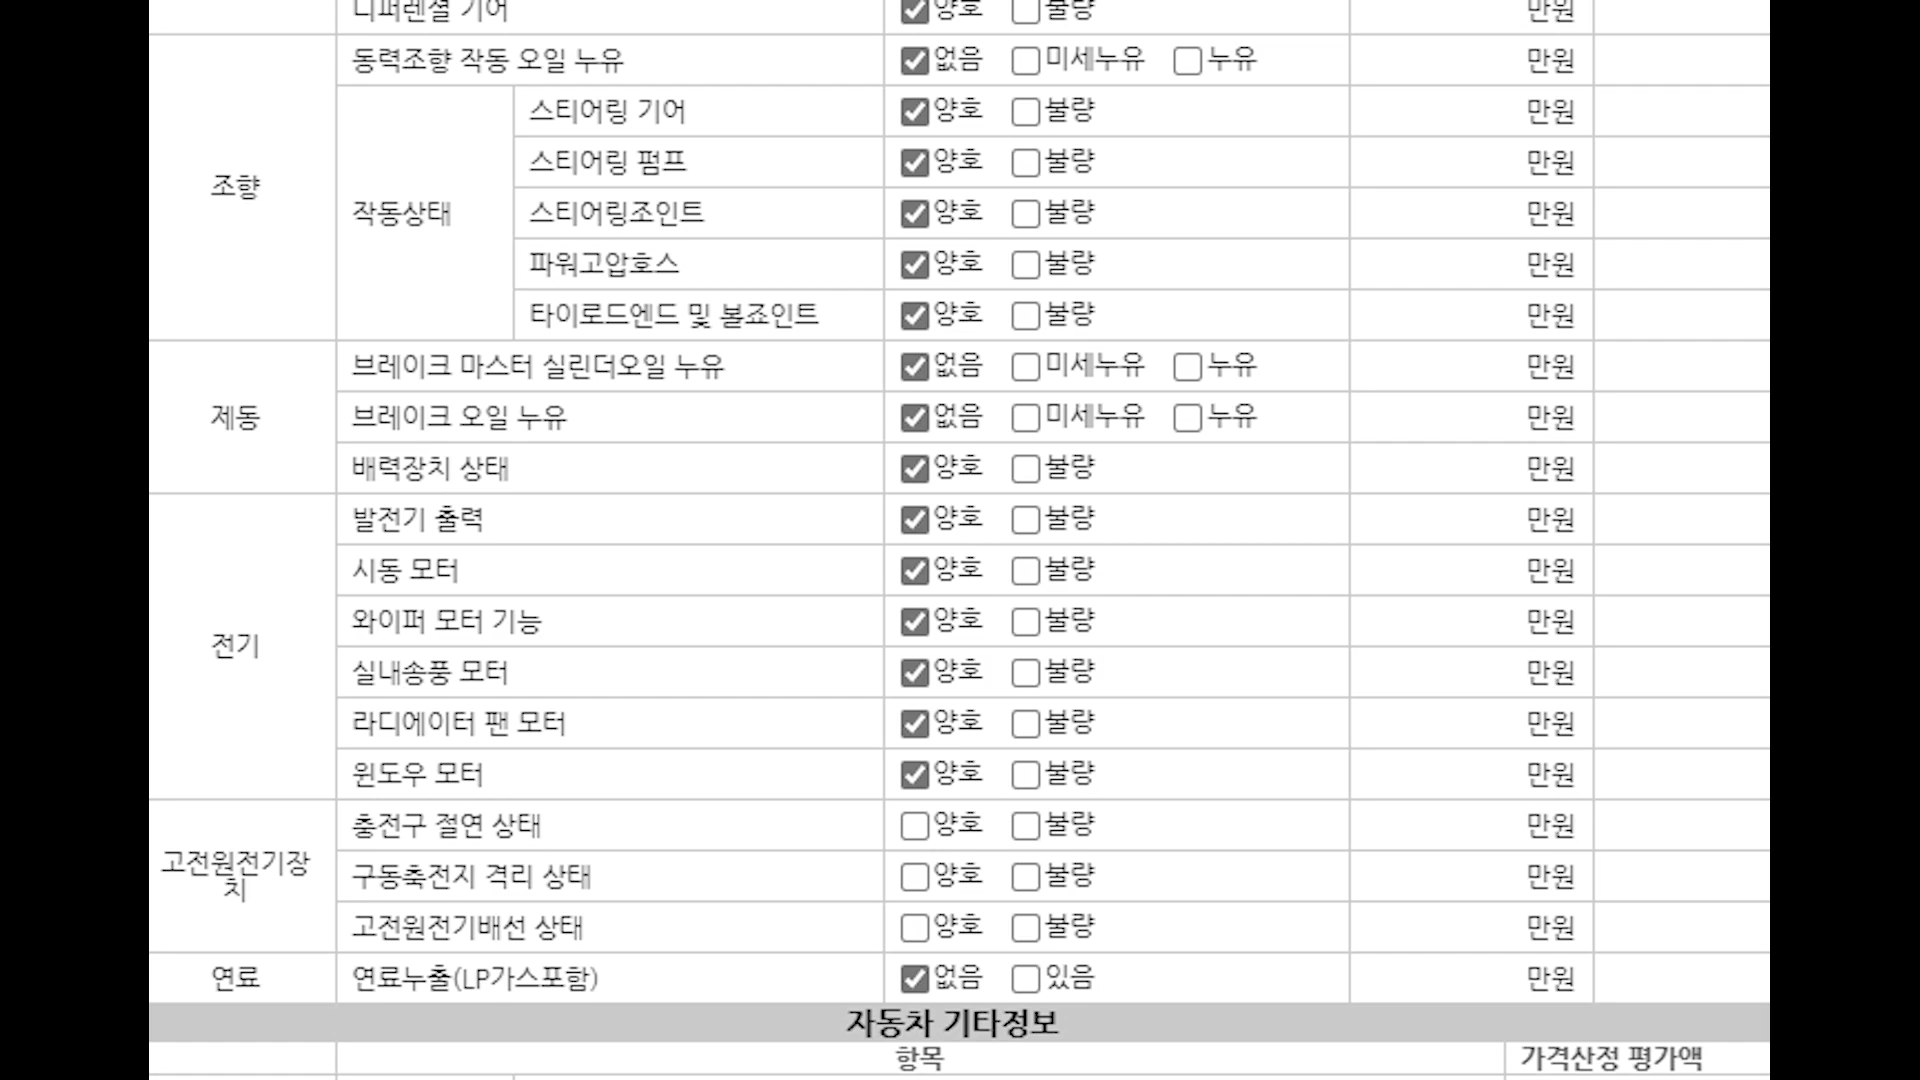 디퍼렌셜 기어 양호 불량 만원
동력조향 작동 오일 누유 없음 미세누유 누유 만원
조향
작동상태
스티어링 기어 양호 불량 만원
스티어링 펌프 양호 불량 만원
스티어링조인트 양호 불량 만원
파워고압호스 양호 불량 만원
타이로드엔드 및 볼죠인트 양호 불량 만원
제동
브레이크 마스터 실린더오일 누유 없음 미세누유 누유 만원
브레이크 오일 누유 없음 미세누유 누유 만원
배력장치 상태 양호 불량 만원
전기
발전기 출력 양호 불량 만원
시동 모터 양호 불량 만원
와이퍼 모터 기능 양호 불량 만원
실내송풍 모터 양호 불량 만원
라디에이터 팬 모터 양호 불량 만원
윈도우 모터 양호 불량 만원
고전원전기장
치
충전구 절연 상태 양호 불량 만원
구동축전지 격리 상태 양호 불량 만원
고전원전기배선 상태 양호 불량 만원
연료 연료누출(LP가스포함) 없음 있음 만원
자동차 기타정보
항목 가격산정 평가액